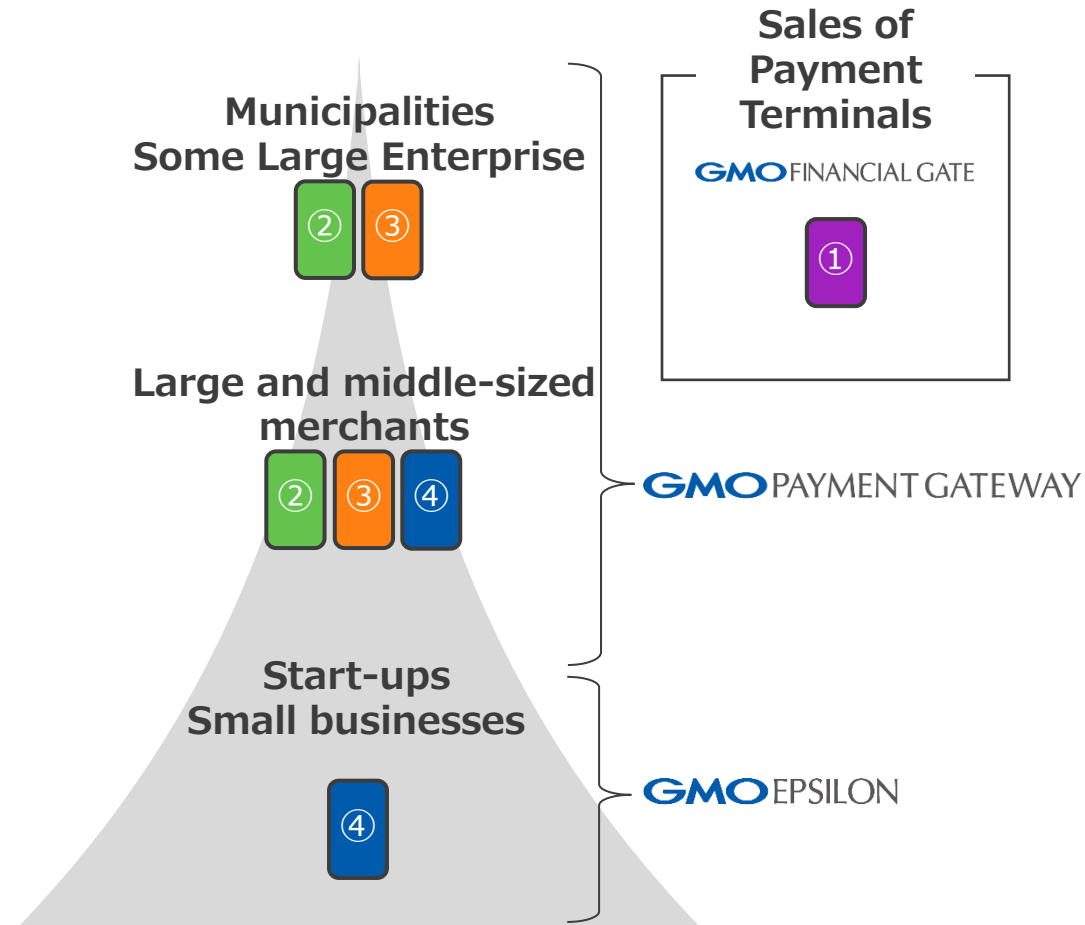 Sales of
Payment
Terminals
GMO FINANCIAL GATE
①
Municipalities
Some Large Enterprise
② ③
Large and middle-sized
merchants
② ③ ④
GMO PAYMENT GATEWAY
Start-ups
Small businesses
④
GMO EPSILON